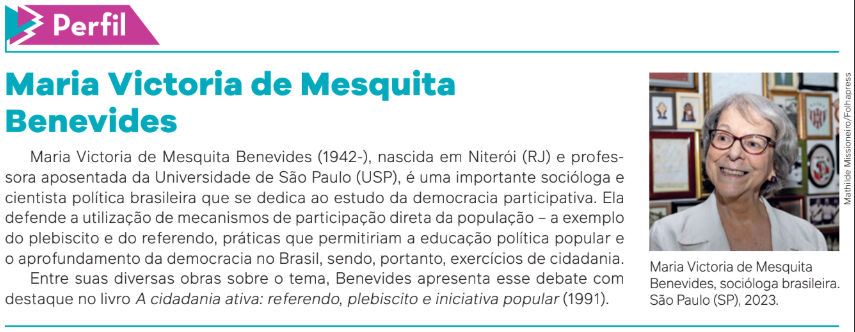 Perfil
Maria Victoria de Mesquita
Benevides
Maria Victoria de Mesquita Benevides (1942-), nascida em Niterói (RJ) e profes-
sora aposentada da Universidade de São Paulo (USP), é uma importante socióloga e
cientista política brasileira que se dedica ao estudo da democracia participativa. Ela
defende a utilização de mecanismos de participação direta da população – a exemplo
do plebiscito e do referendo, práticas que permitiriam a educação política popular e
o aprofundamento da democracia no Brasil, sendo, portanto, exercícios de cidadania.
Entre suas diversas obras sobre o tema, Benevides apresenta esse debate com
destaque no livro A cidadania ativa: referendo, plebiscito e iniciativa popular (1991).
Mathilde Missioneiro/Folhapress
Maria Victoria de Mesquita
Benevides, socióloga brasileira.
São Paulo (SP), 2023.